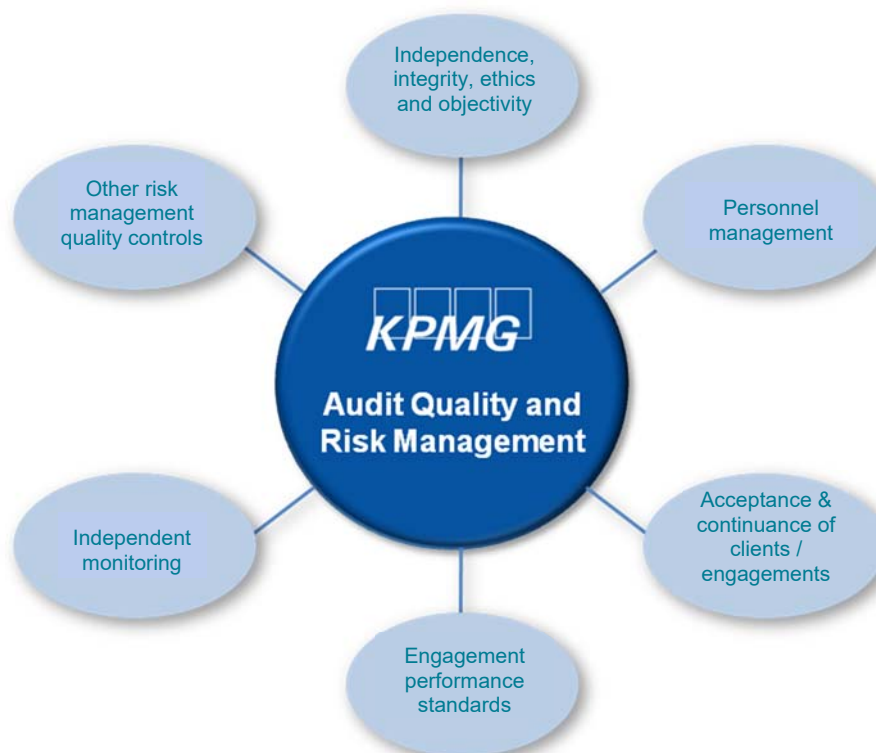 Independence,
integrity, ethics
and objectivity
Other risk
management
quality controls
Personnel
management
KPMG
Audit Quality and
Risk Management
Independent
monitoring
Acceptance &
continuance of
clients /
engagements
Engagement
performance
standards